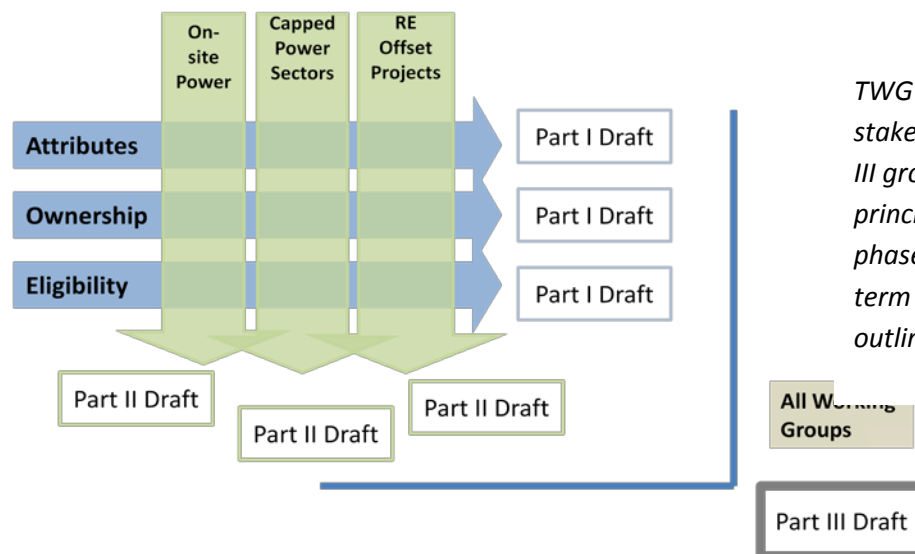 On-
site
Power
Capped
Power
Sectors
RE
Offset
Projects
Attributes
Ownership
Eligibility
Part I Draft
Part I Draft
Part I Draft
Part II Draft
Part II Draft
Part II Draft
TWG
stake
III gro
princi
phase
term
outlin
All Working
Groups
Part III Draft